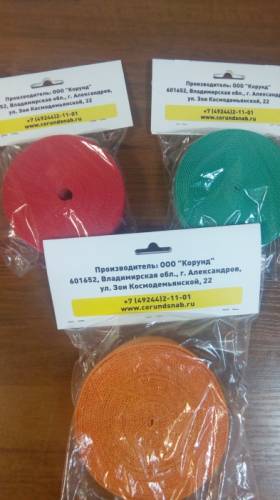 Производитель: ООО "Корунд"
601652, Владимирская обл., г. Александров,
ул. Зои Космодемьянской, 22
+7 (49244)2-11-01
www.corundsnab.ru
Производитель: ООО "Корунд"
601652, Владимирская обл., г. Александров,
ул. Зои Космодемьянской, 22
+7 (49244)2-11-01
www.corundsnab.ru
Производитель: ООО "Корунд"
601652, Владимирская обл., г. Александров,
ул. Зои Космодемьянской, 22
+7 (49244)2-11-01
www.corundsnab.ru